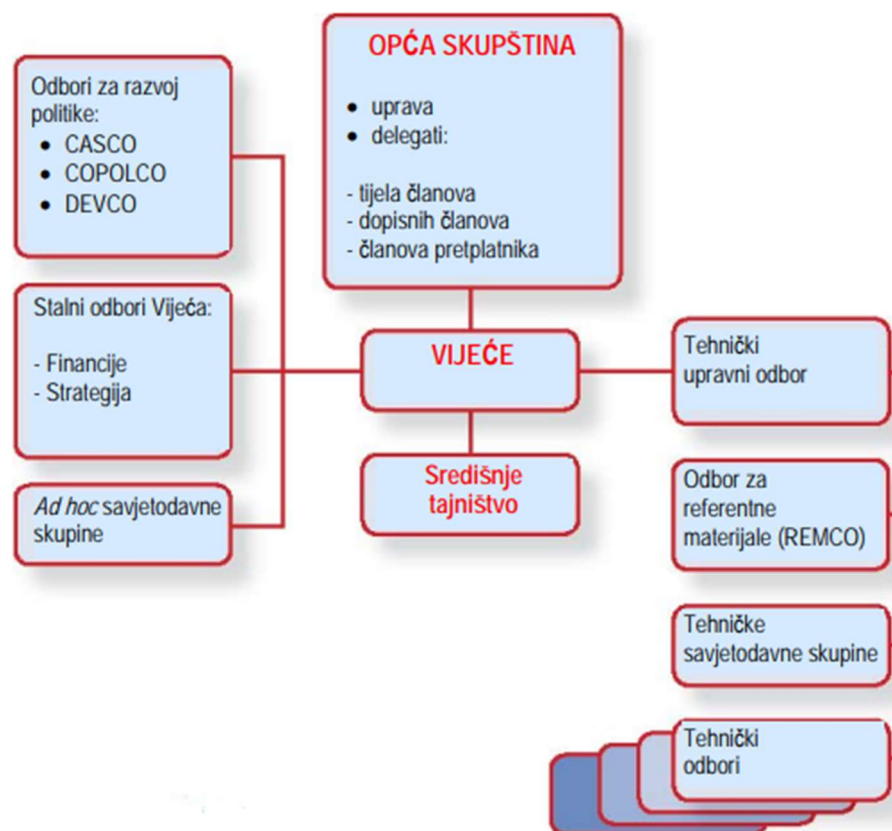 OPĆA SKUPŠTINA
• uprava
• delegati:
- tijela članova
- dopisnih članova
- članova pretplatnika
Odbori za razvoj
politike:
• CASCO
• COPOLCO
• DEVCO
Stalni odbori Vijeća:
- Financije
- Strategija
Ad hoc savjetodavne
skupine
VIJEĆE
Središnje
tajništvo
Tehnički
upravni odbor
Odbor za
referentne
materijale (REMCO)
Tehničke
savjetodavne skupine
Tehnički
odbori